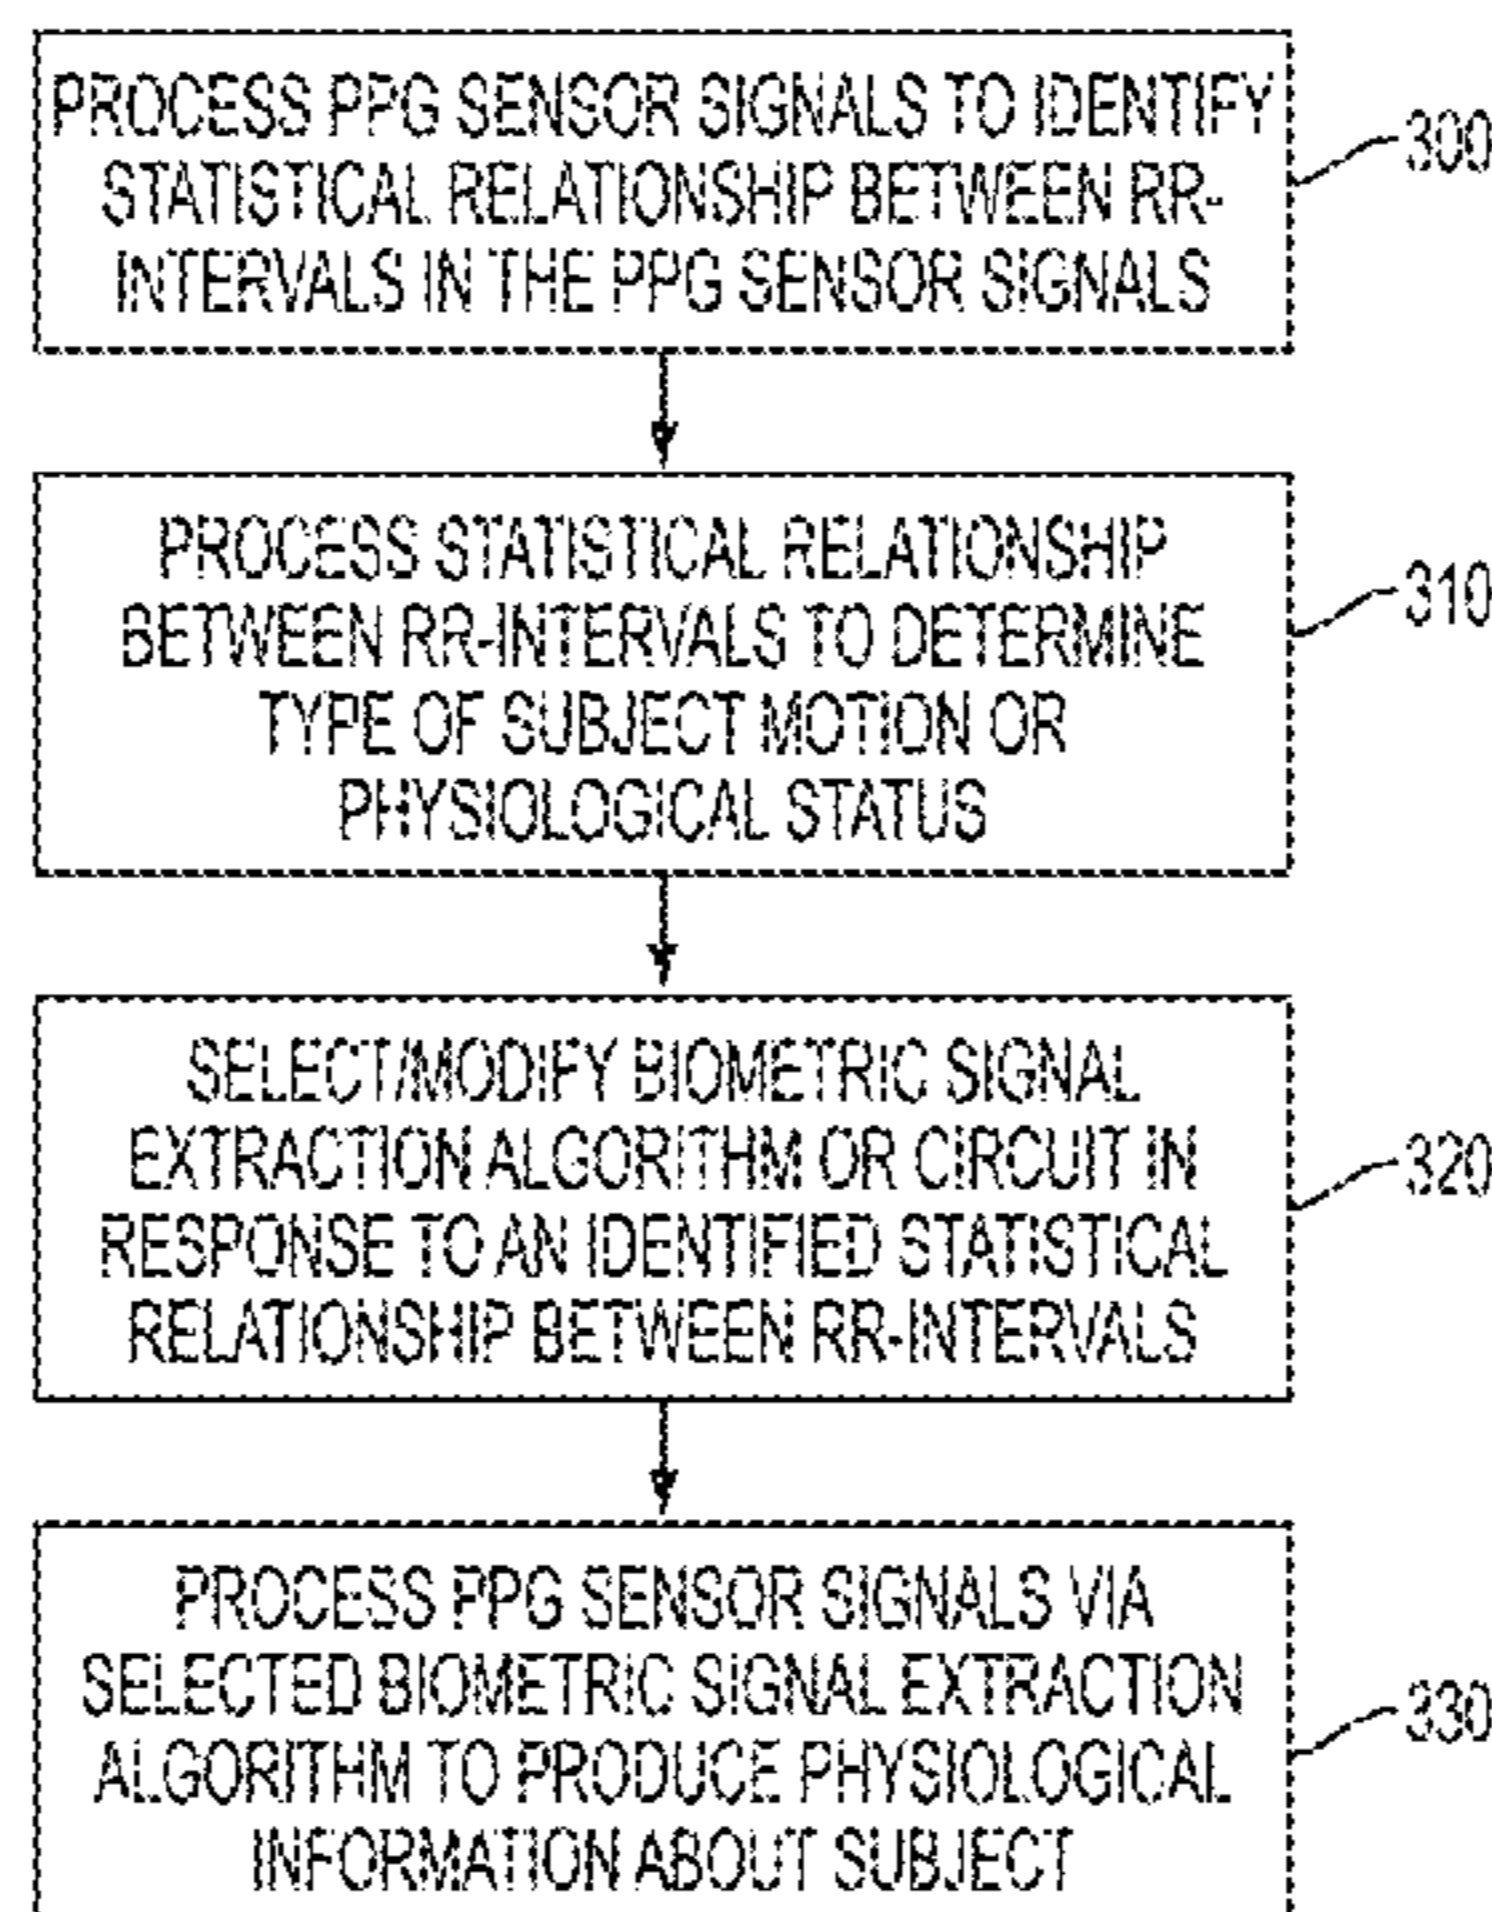 PROCESS PPG SENSOR SIGNALS TO IDENTIFY
STATISTICAL RELATIONSHIP BETWEEN RR-
INTERVALS IN THE PPG SENSOR SIGNALS
300
PROCESS STATISTICAL RELATIONSHIP
BETWEEN RR-INTERVALS TO DETERMINE
TYPE OF SUBJECT MOTION OR
PHYSIOLOGICAL STATUS
310
SELECT/MODIFY BIOMETRIC SIGNAL
EXTRACTION ALGORITHM OR CIRCUIT IN
RESPONSE TO AN IDENTIFIED STATISTICAL
RELATIONSHIP BETWEEN RR-INTERVALS
320
PROCESS PPG SENSOR SIGNALS VIA
SELECTED BIOMETRIC SIGNAL EXTRACTION
ALGORITHM TO PRODUCE PHYSIOLOGICAL
INFORMATION ABOUT SUBJECT
330